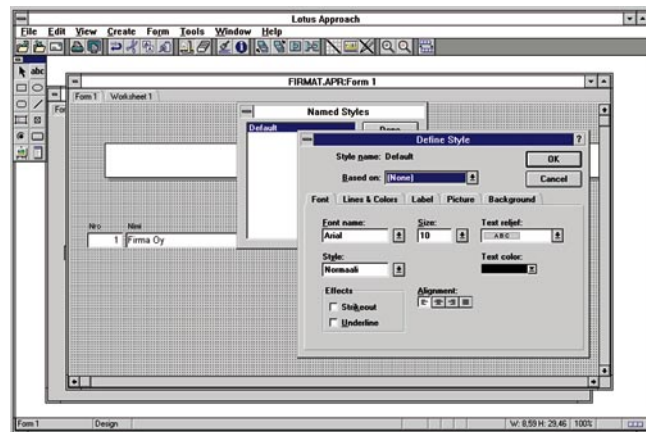 Lotus Approach
File Edit View Create Form Tools Window Help
abc
FIRMAT.APR:Form 1
Form 1 Worksheet 1
Named Styles
Default
Done
Define Style
?
Style name: Default
OK
Based on: (None)
Cancel
Font Lines & Colors Label Picture Background
Font name: Size: Text relief:
Arial 10 ABC
Style: Text color:
Normaali
Effects Alignment:
Strikeout
Underline
Nro Nimi
1 Firma Oy
Form 1 Design W: 8,59 H: 29,46 100%